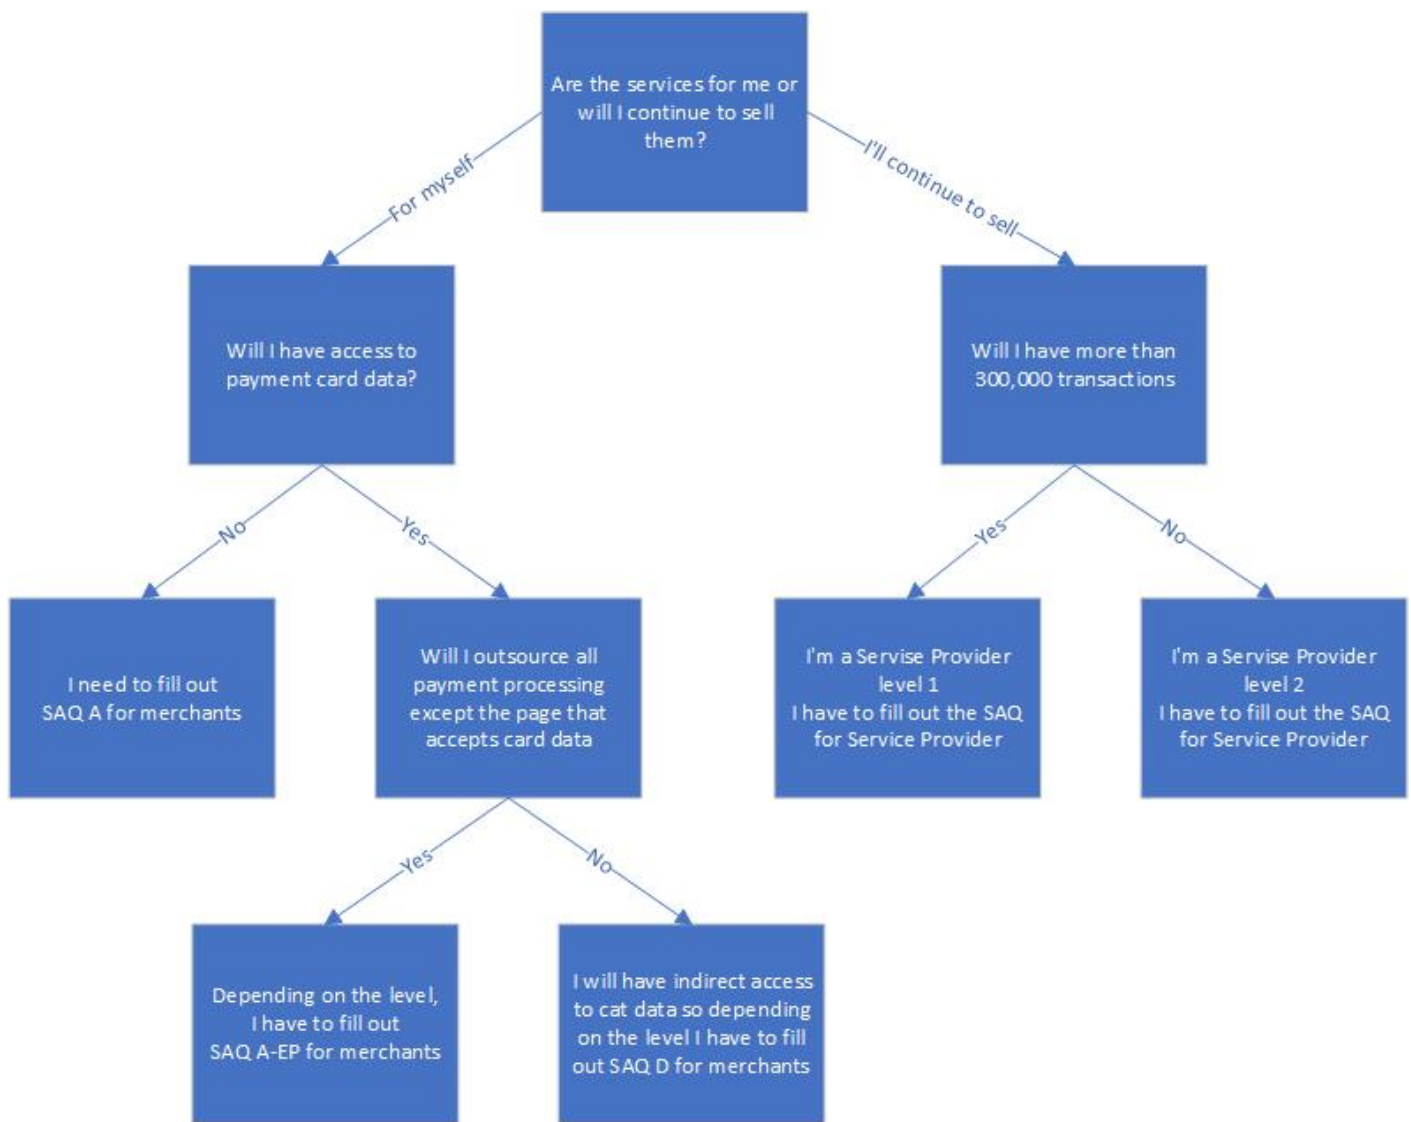 Are the services for me or
will I continue to sell
them?
For myself
I'll continue to sell
Will I have access to
payment card data?
Will I have more than
300,000 transactions
No
Yes
Yes
No
I need to fill out
SAQ A for merchants
Will I outsource all
payment processing
except the page that
accepts card data
I'm a Servise Provider
level 1
I have to fill out the SAQ
for Service Provider
I'm a Servise Provider
level 2
I have to fill out the SAQ
for Service Provider
Yes
No
Depending on the level,
I have to fill out
SAQ A-EP for merchants
I will have indirect access
to cat data so depending
on the level I have to fill
out SAQ D for merchants